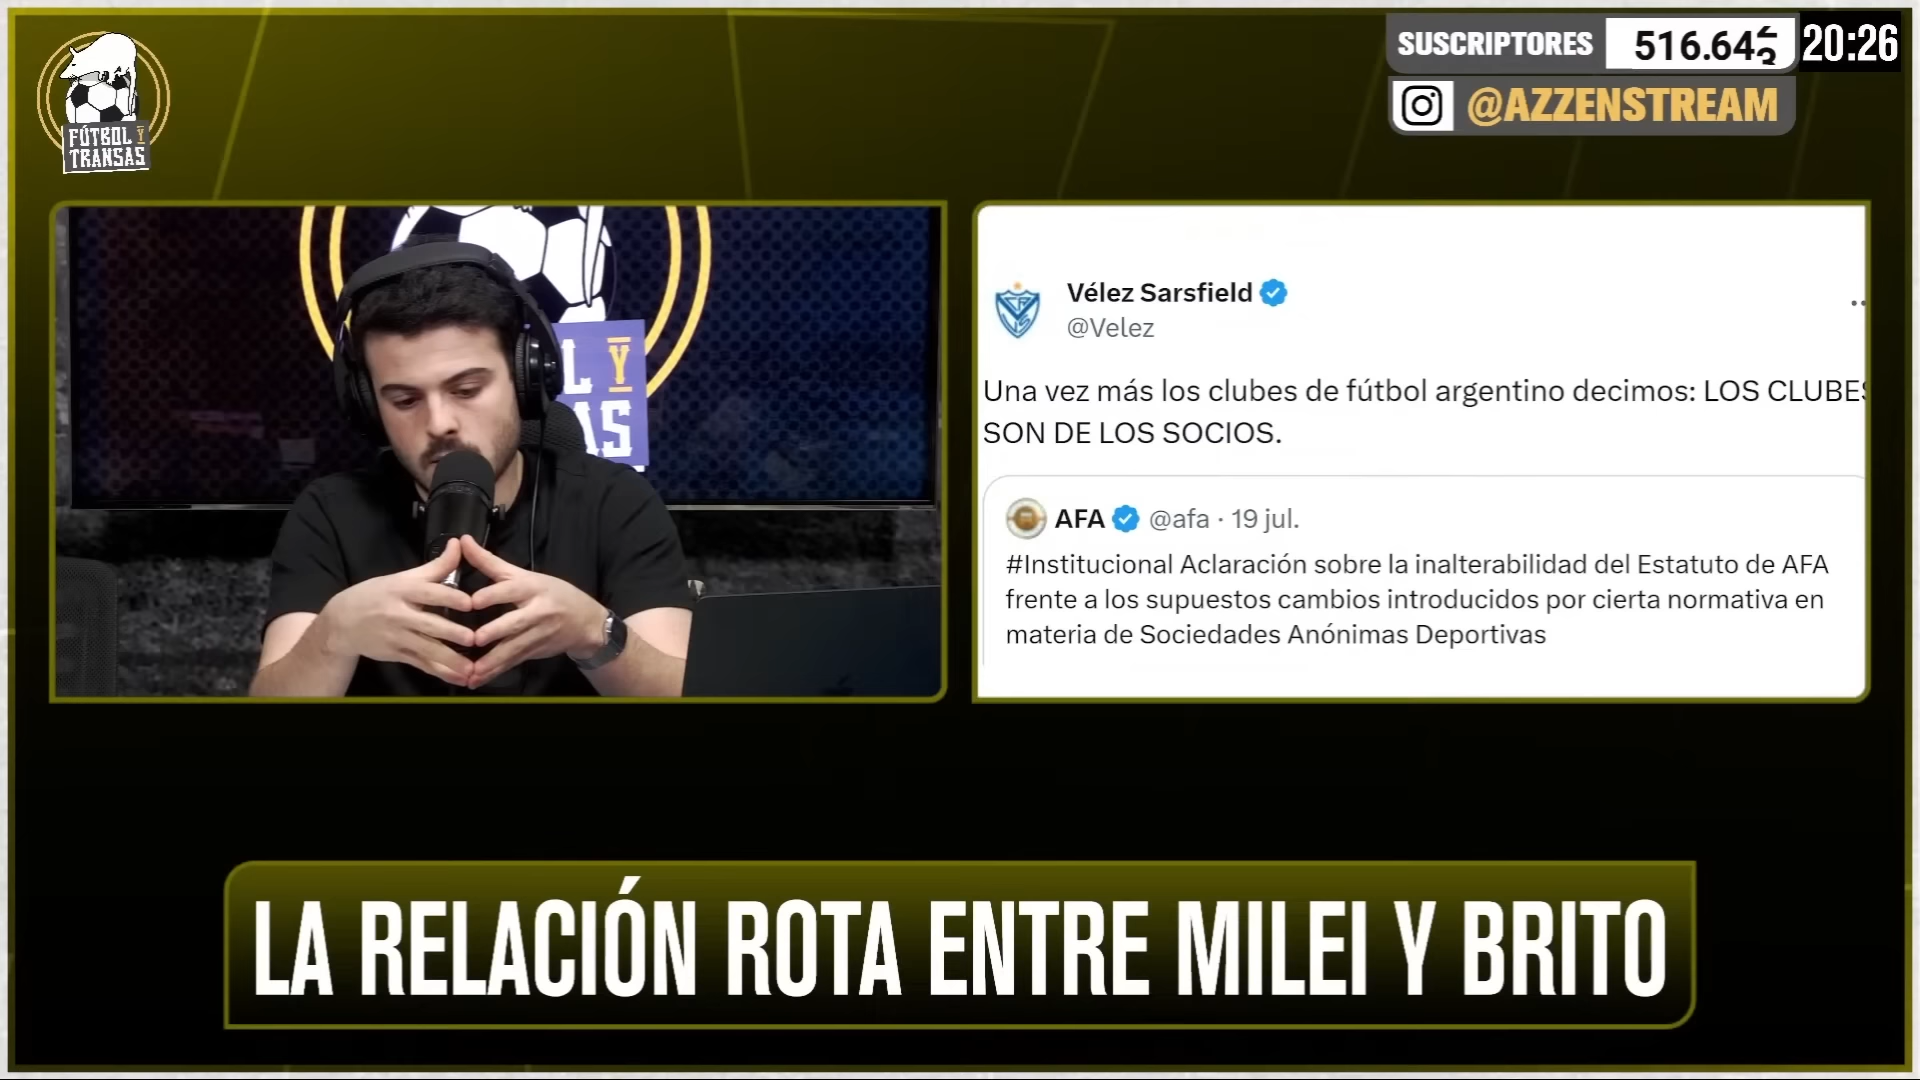 FÚTBOL Y
TRANSAS
SUSCRIPTORES
20:26
@AZZENSTREAM
L Y
AS
Vélez Sarsfield
@Velez
Una vez más los clubes de fútbol argentino decimos: LOS CLUBES
SON DE LOS SOCIOS.
AFA @afa · 19 jul.
#Institucional Aclaración sobre la inalterabilidad del Estatuto de AFA
frente a los supuestos cambios introducidos por cierta normativa en
materia de Sociedades Anónimas Deportivas
LA RELACIÓN ROTA ENTRE MILEI Y BRITO